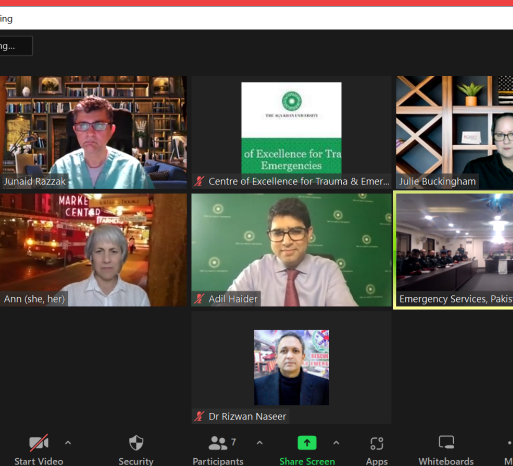 ing
ng...
THE AGA KHAN UNIVERSITY
of Excellence for Tra
Emergencies
Junaid Razzak
Centre of Excellence for Trauma & Emer...
Julie Buckingham
MARKE
CENTER
Ann (she, her)
Adil Haider
Emergency Services, Pakis
Dr Rizwan Naseer
7
Start Video
Security
Participants
Share Screen
Apps
Whiteboards
M